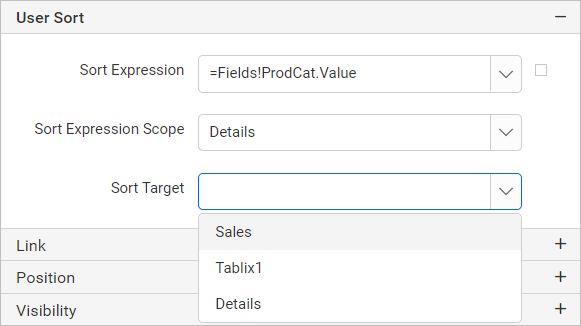 User Sort
Sort Expression
=Fields!ProdCat.Value
Sort Expression Scope
Details
Sort Target
Sales
Tablix1
Details
Link
Position
Visibility